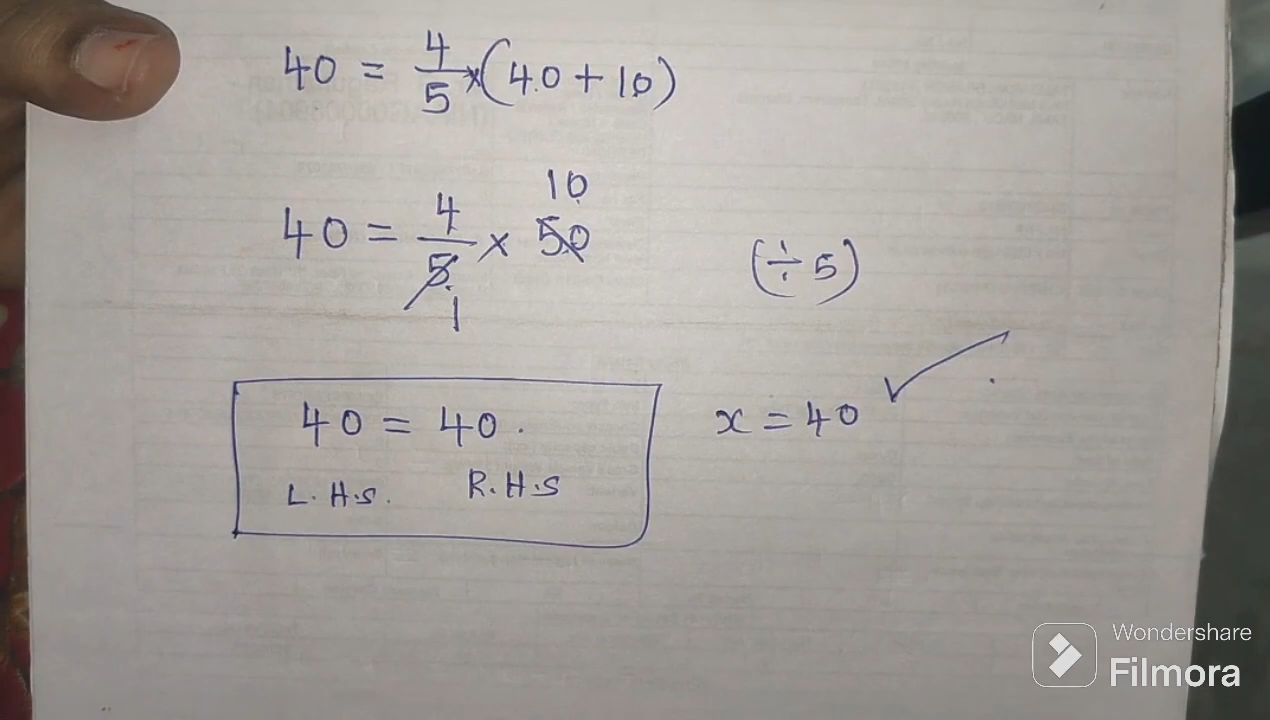 40 = 4/5 × (40 + 10)
10
40 = 4/5 × 50
1
(÷ 5)
40 = 40.
L.H.S. R.H.S
x = 40 ✓
Wondershare
Filmora